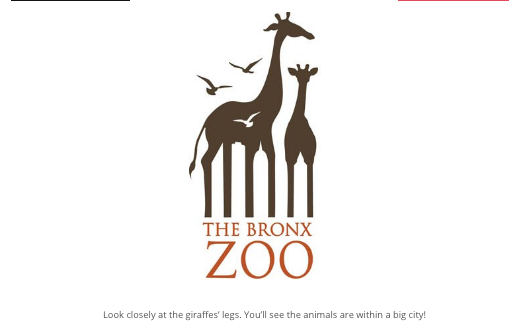 THE BRONX
ZOO
Look closely at the giraffes’ legs. You’ll see the animals are within a big city!